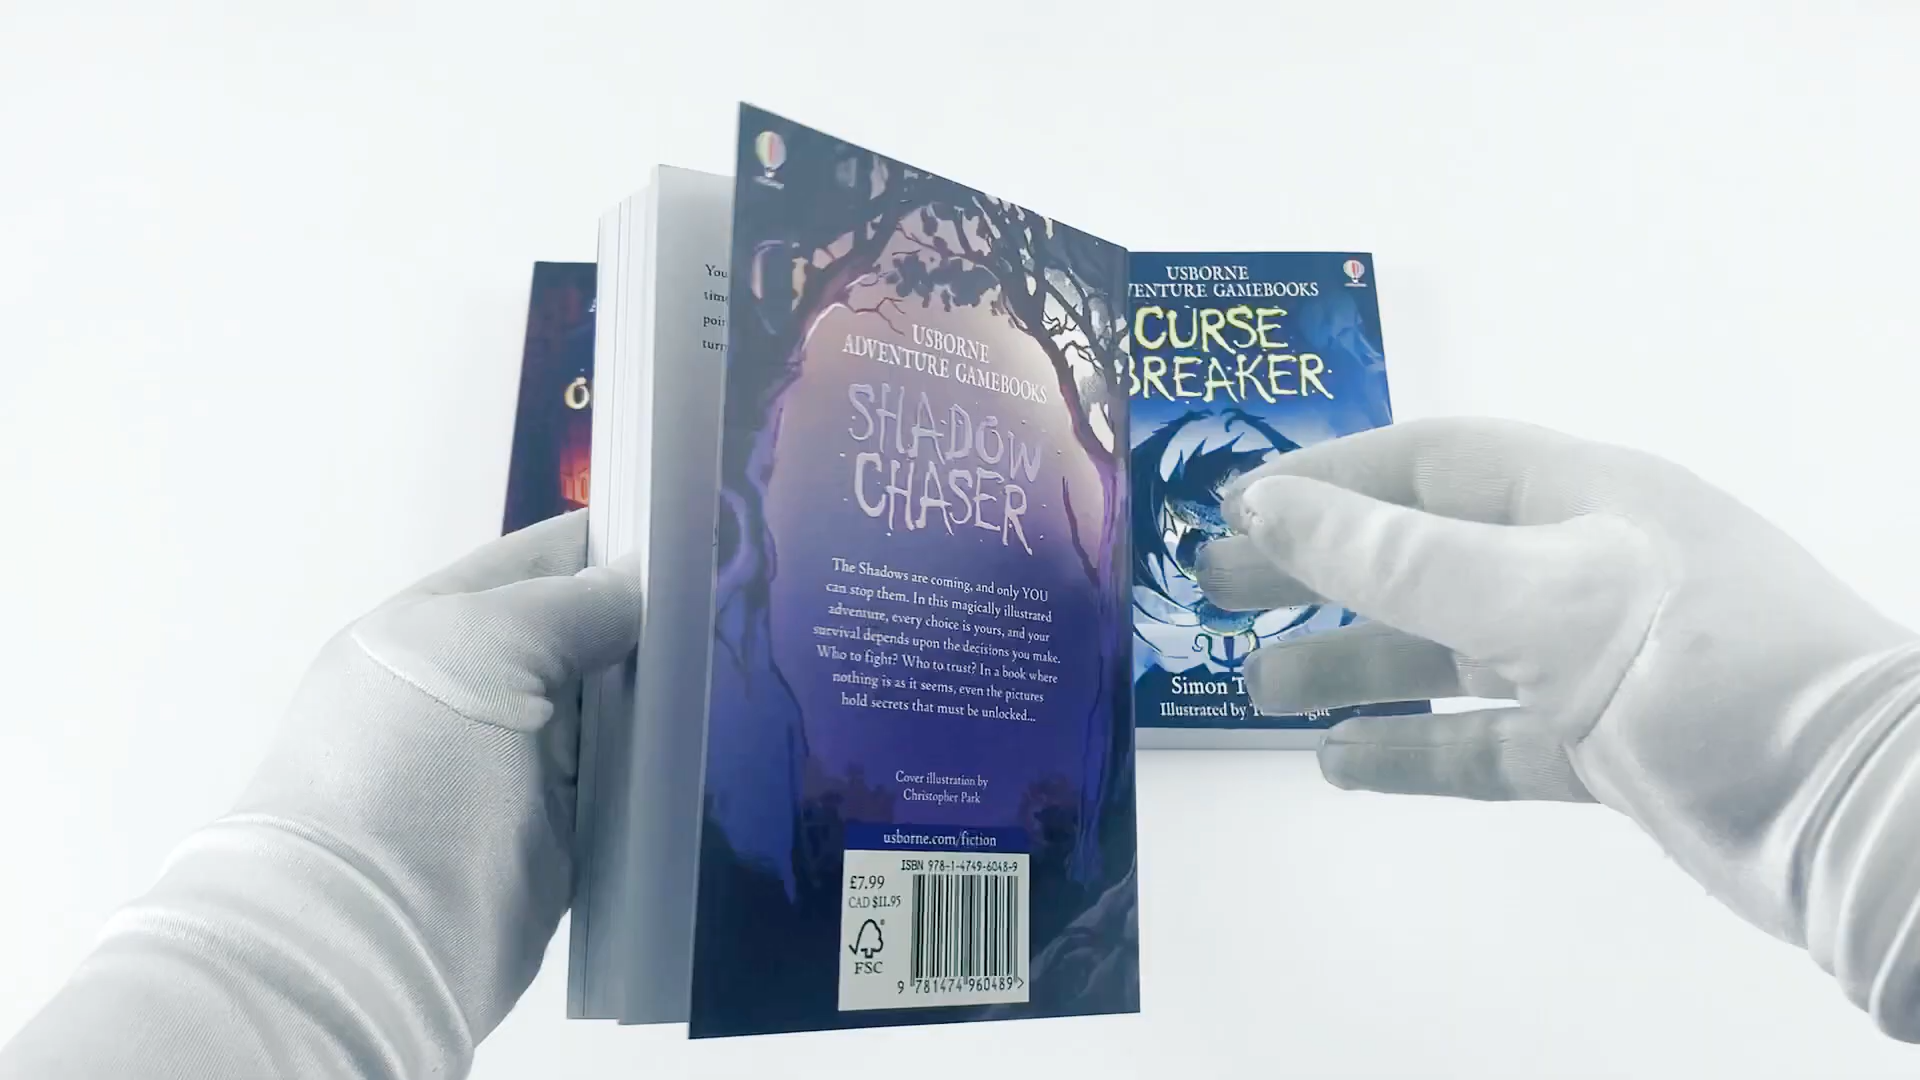 You
USBORNE
ADVENTURE GAMEBOOKS
SHADOW
CHASER
The Shadows are coming, and only YOU
can stop them. In this magically illustrated
adventure, every choice is yours, and your
survival depends upon the decisions you make.
Who to fight? Who to trust? In a book where
nothing is as it seems, even the pictures
hold secrets that must be unlocked...
Cover illustration by
Christopher Park
usborne.com/fiction
ISBN 978-1-4749-6048-9
£7.99
CAD $11.95
FSC
9 781474 960489 >
USBORNE
VENTURE GAMEBOOKS
CURSE
BREAKER
Simon
Illustrated by